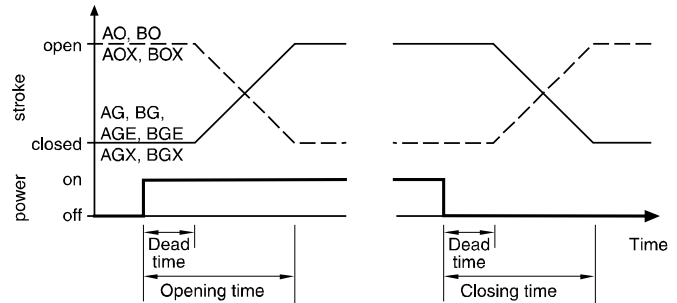 open
AO, BO
AOX, BOX
stroke
AG, BG,
AGE, BGE
closed
AGX, BGX
on
power
off
Dead
time
Dead
time
Time
Opening time
Closing time